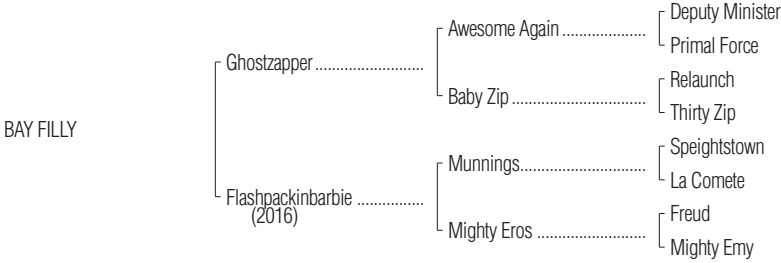 Deputy Minister
Awesome Again ....................
Primal Force
Ghostzapper ..........................
Relaunch
Baby Zip ................................
Thirty Zip
BAY FILLY
Speightstown
Munnings..............................
La Comete
Flashpackinbarbie ................
(2016)
Freud
Mighty Eros ..........................
Mighty Emy